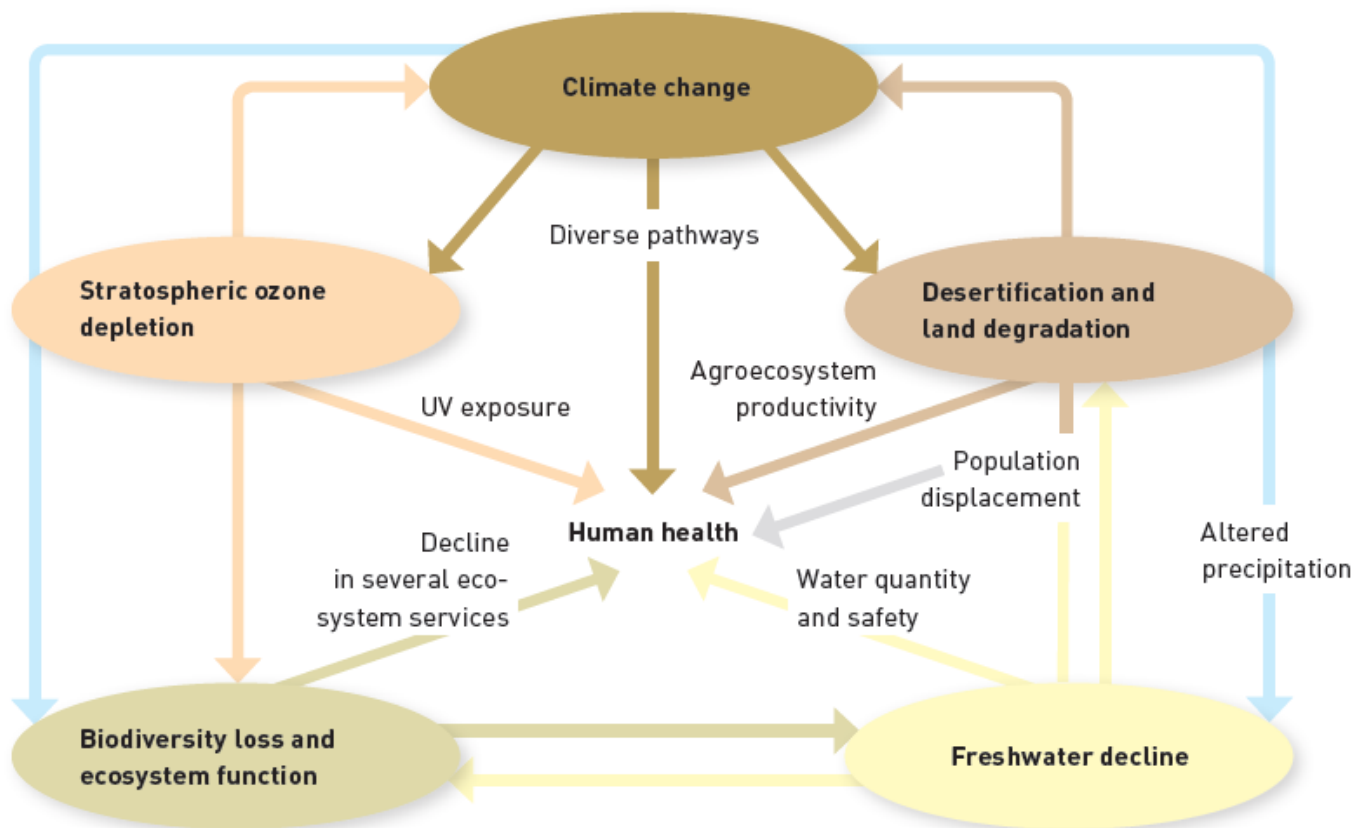 Climate change
Diverse pathways
Stratospheric ozone
depletion
Desertification and
land degradation
UV exposure
Agroecosystem
productivity
Population
displacement
Human health
Decline
in several eco-
system services
Water quantity
and safety
Altered
precipitation
Biodiversity loss and
ecosystem function
Freshwater decline